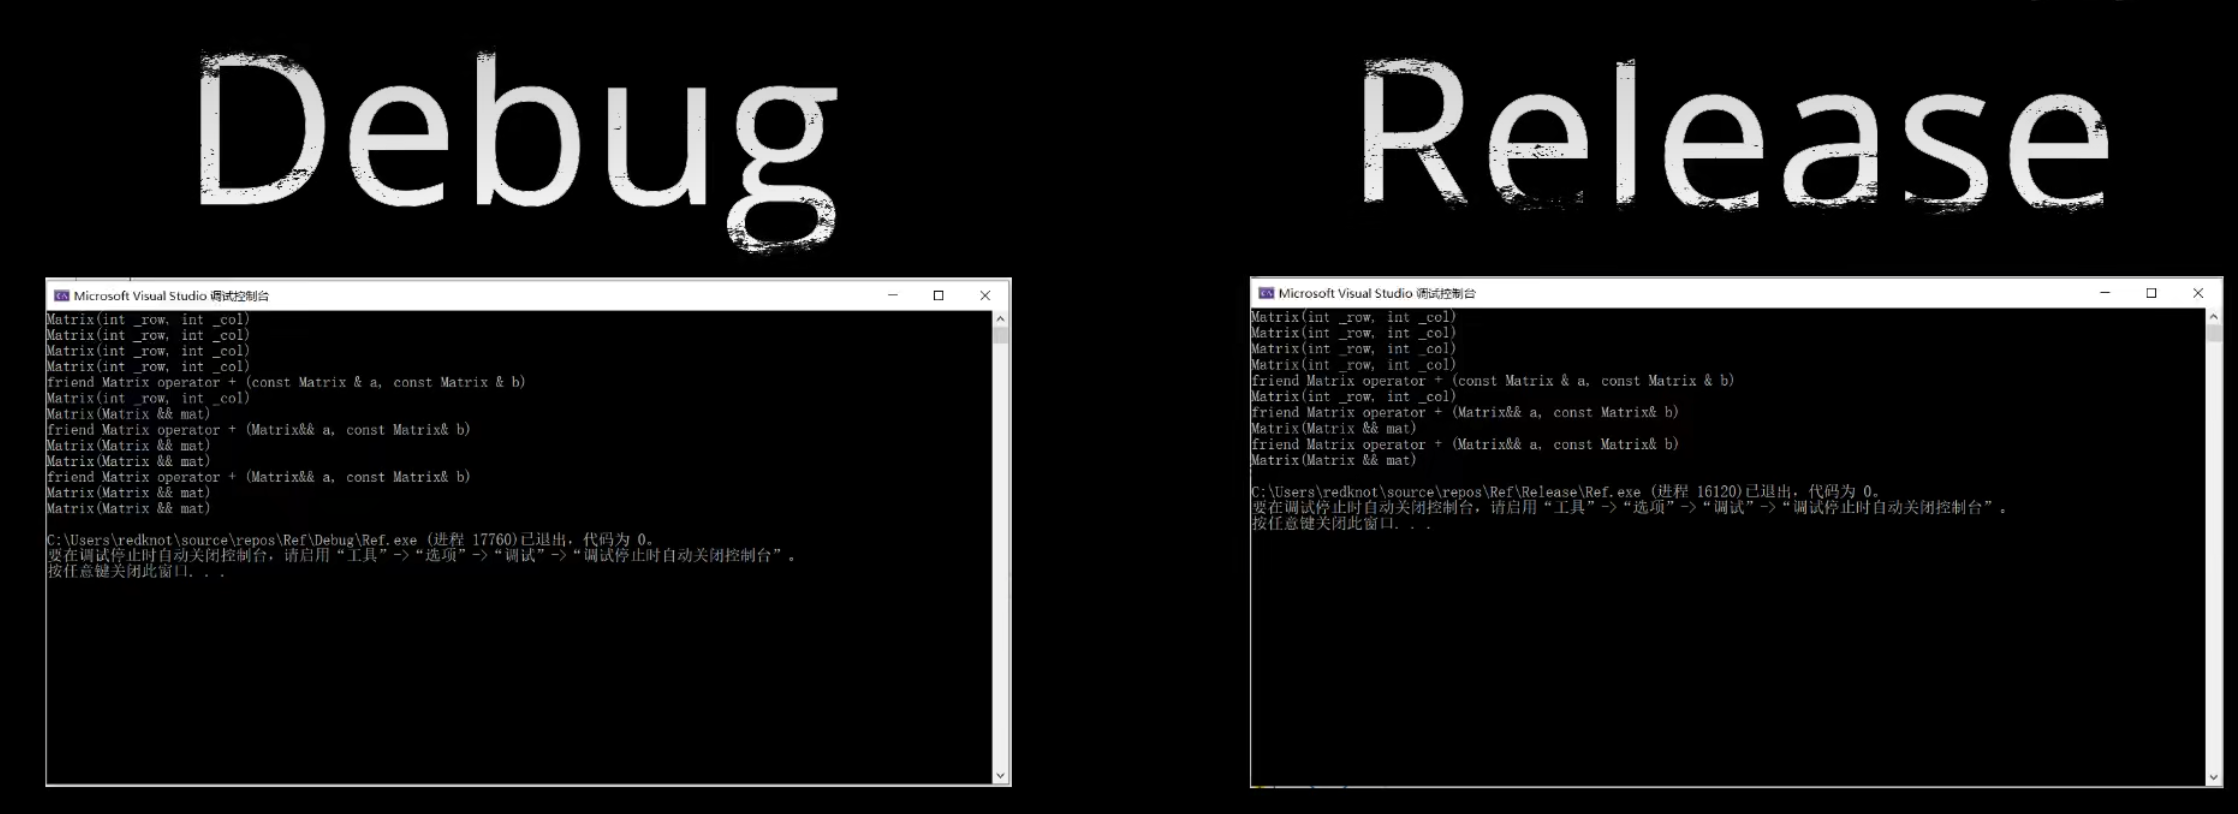 Debug
Release
Microsoft Visual Studio 调试控制台
Matrix(int _row, int _col)
Matrix(int _row, int _col)
Matrix(int _row, int _col)
Matrix(int _row, int _col)
friend Matrix operator + (const Matrix & a, const Matrix & b)
Matrix(int _row, int _col)
Matrix(Matrix && mat)
friend Matrix operator + (Matrix&& a, const Matrix& b)
Matrix(Matrix && mat)
Matrix(Matrix && mat)
friend Matrix operator + (Matrix&& a, const Matrix& b)
Matrix(Matrix && mat)
Matrix(Matrix && mat)
C:\Users\redknot\source\repos\Ref\Debug\Ref.exe (进程 17760)已退出，代码为 0。
要在调试停止时自动关闭控制台，请启用“工具”->“选项”->“调试”->“调试停止时自动关闭控制台”。
按任意键关闭此窗口. . .
Microsoft Visual Studio 调试控制台
Matrix(int _row, int _col)
Matrix(int _row, int _col)
Matrix(int _row, int _col)
Matrix(int _row, int _col)
friend Matrix operator + (const Matrix & a, const Matrix & b)
Matrix(int _row, int _col)
friend Matrix operator + (Matrix&& a, const Matrix& b)
Matrix(Matrix && mat)
friend Matrix operator + (Matrix&& a, const Matrix& b)
Matrix(Matrix && mat)
C:\Users\redknot\source\repos\Ref\Release\Ref.exe (进程 16120)已退出，代码为 0。
要在调试停止时自动关闭控制台，请启用“工具”->“选项”->“调试”->“调试停止时自动关闭控制台”。
按任意键关闭此窗口. . .